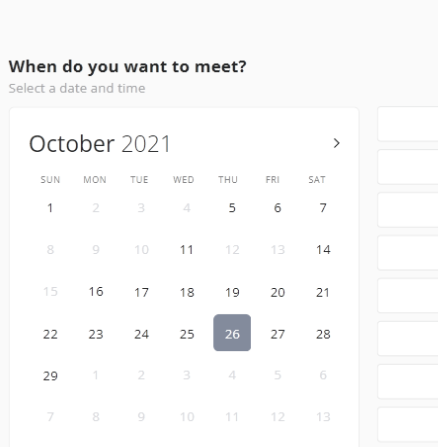 When do you want to meet?
Select a date and time
October 2021
SUN MON TUE WED THU FRI SAT
1 2 3 4 5 6 7
8 9 10 11 12 13 14
15 16 17 18 19 20 21
22 23 24 25 26 27 28
29 1 2 3 4 5 6
7 8 9 10 11 12 13